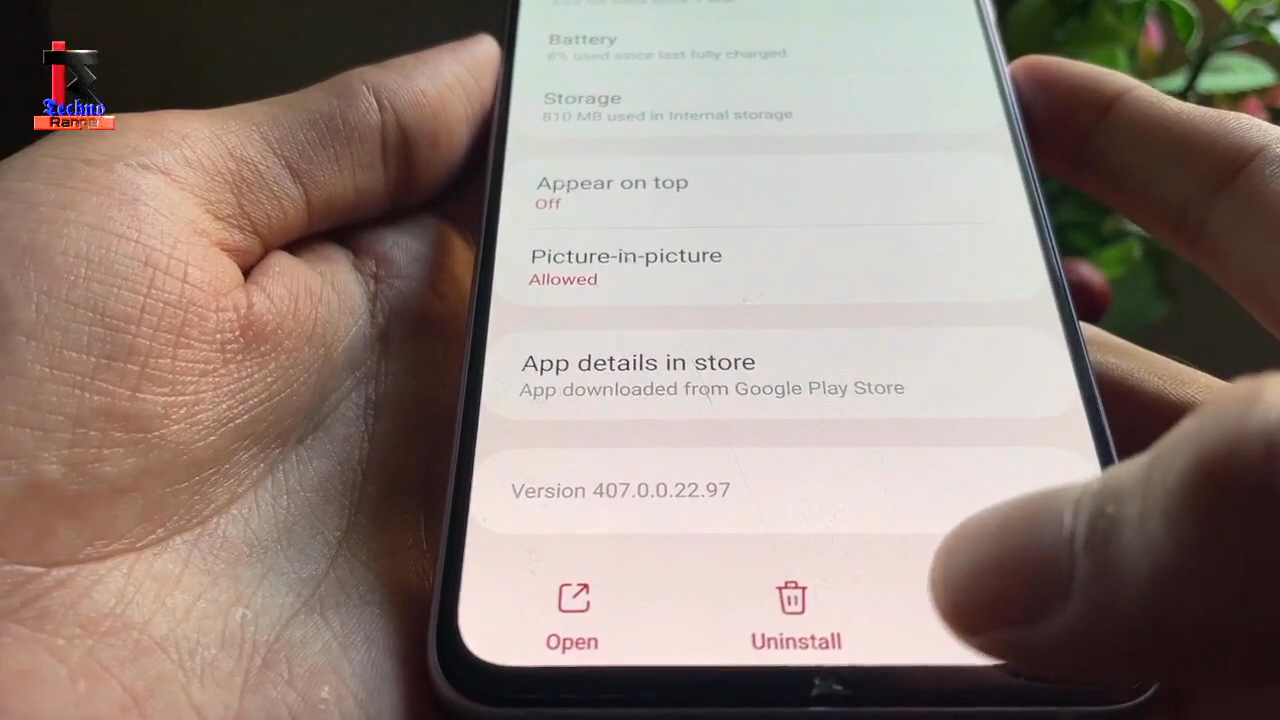 Techno
Battery
8% used since last fully charged
Storage
810 MB used in Internal storage
Appear on top
Off
Picture-in-picture
Allowed
App details in store
App downloaded from Google Play Store
Version 407.0.0.22.97
Open
Uninstall